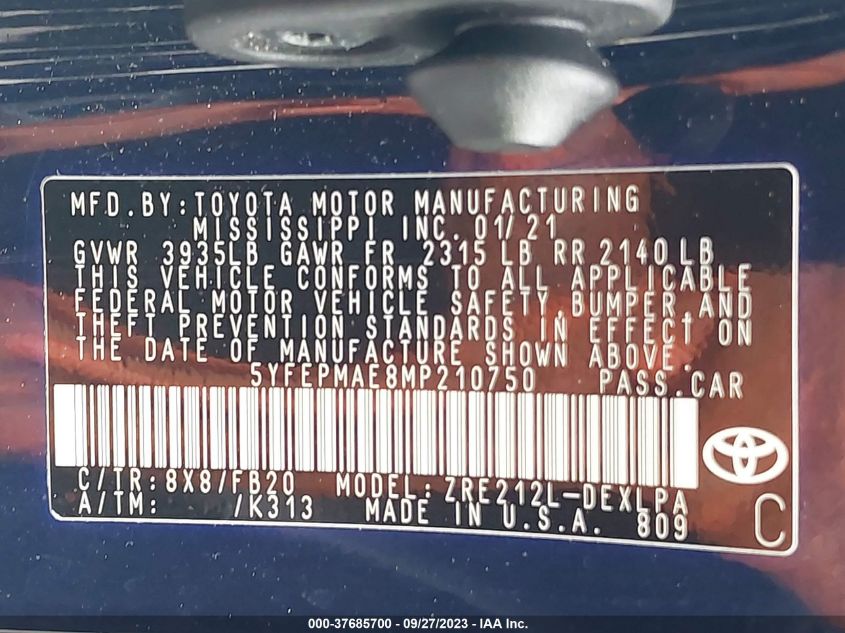 MFD. BY: TOYOTA MOTOR MANUFACTURING
MISSISSIPPI INC. 01/21
GVWR 3935LB GAWR FR 2315 LB RR 2140 LB
THIS VEHICLE CONFORMS TO ALL APPLICABLE
FEDERAL MOTOR VEHICLE SAFETY, BUMPER, AND
THEFT PREVENTION STANDARDS IN EFFECT ON
THE DATE OF MANUFACTURE SHOWN ABOVE.
5YFEPMAE8MP210750 PASS. CAR
C/TR: 8X8/FB20 MODEL: ZRE212L-DEXLPA
A/TM: /K313 MADE IN U.S.A. 809
C
000-37685700 - 09/27/2023 - IAA Inc.